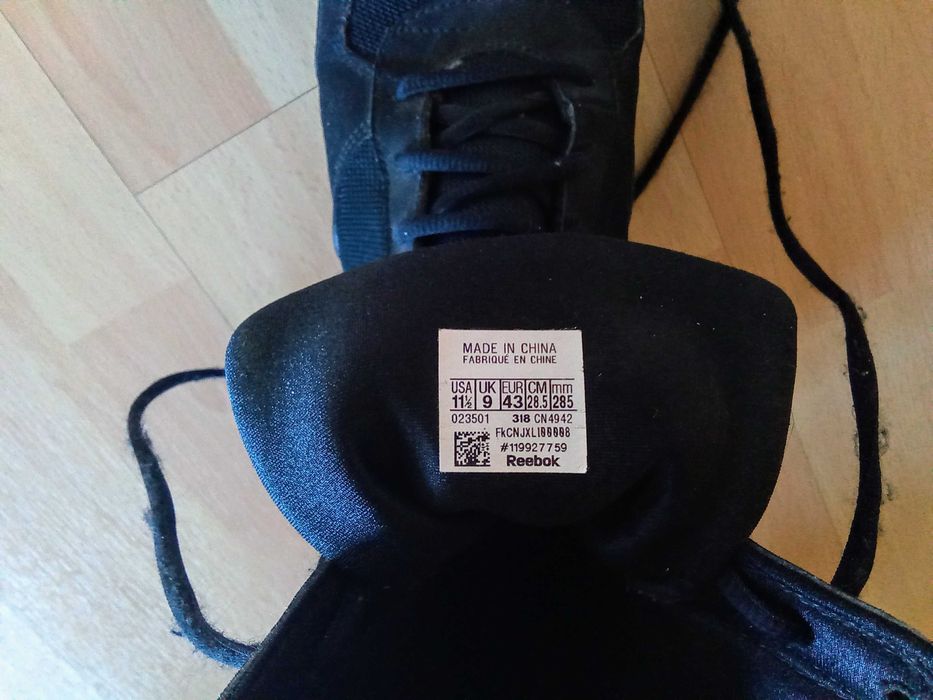 MADE IN CHINA
FABRIQUÉ EN CHINE
USA UK EUR CM mm
11½ 9 43 28.5 285
023501 318 CN4942
FkCNJXLI00008
#119927759
Reebok